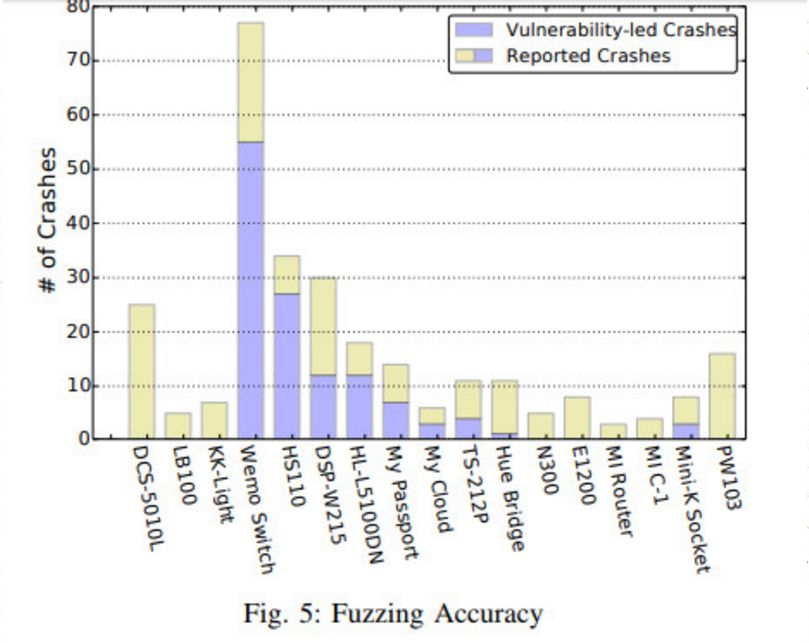 80
70
60
50
40
30
20
10
0
# of Crashes
Vulnerability-led Crashes
Reported Crashes
DCS-5010L
LB100
KK-Light
Wemo Switch
HS110
DSP-W215
HL-L5100DN
My Passport
My Cloud
TS-212P
Hue Bridge
N300
E1200
MI Router
MI C-1
Mini-K Socket
PW103
Fig. 5: Fuzzing Accuracy